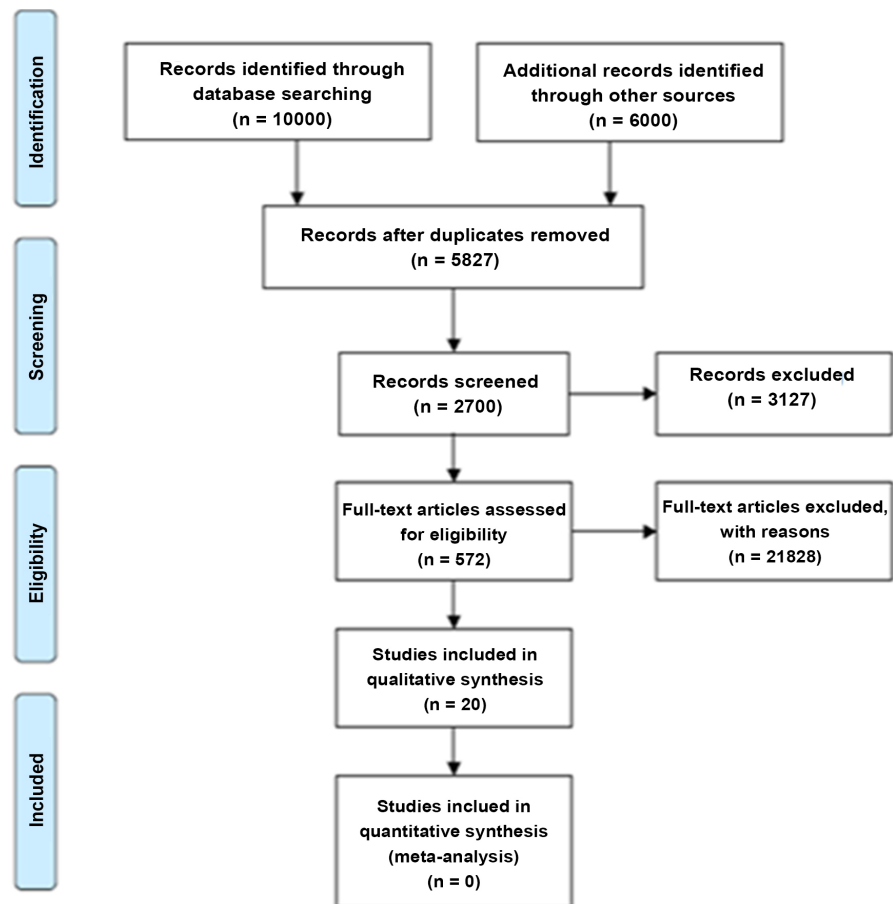 Identification
Records identified through
database searching
(n = 10000)
Additional records identified
through other sources
(n = 6000)
Records after duplicates removed
(n = 5827)
Screening
Records screened
(n = 2700)
Records excluded
(n = 3127)
Eligibility
Full-text articles assessed
for eligibility
(n = 572)
Full-text articles excluded,
with reasons
(n = 21828)
Studies included in
qualitative synthesis
(n = 20)
Included
Studies inclued in
quantitative synthesis
(meta-analysis)
(n = 0)